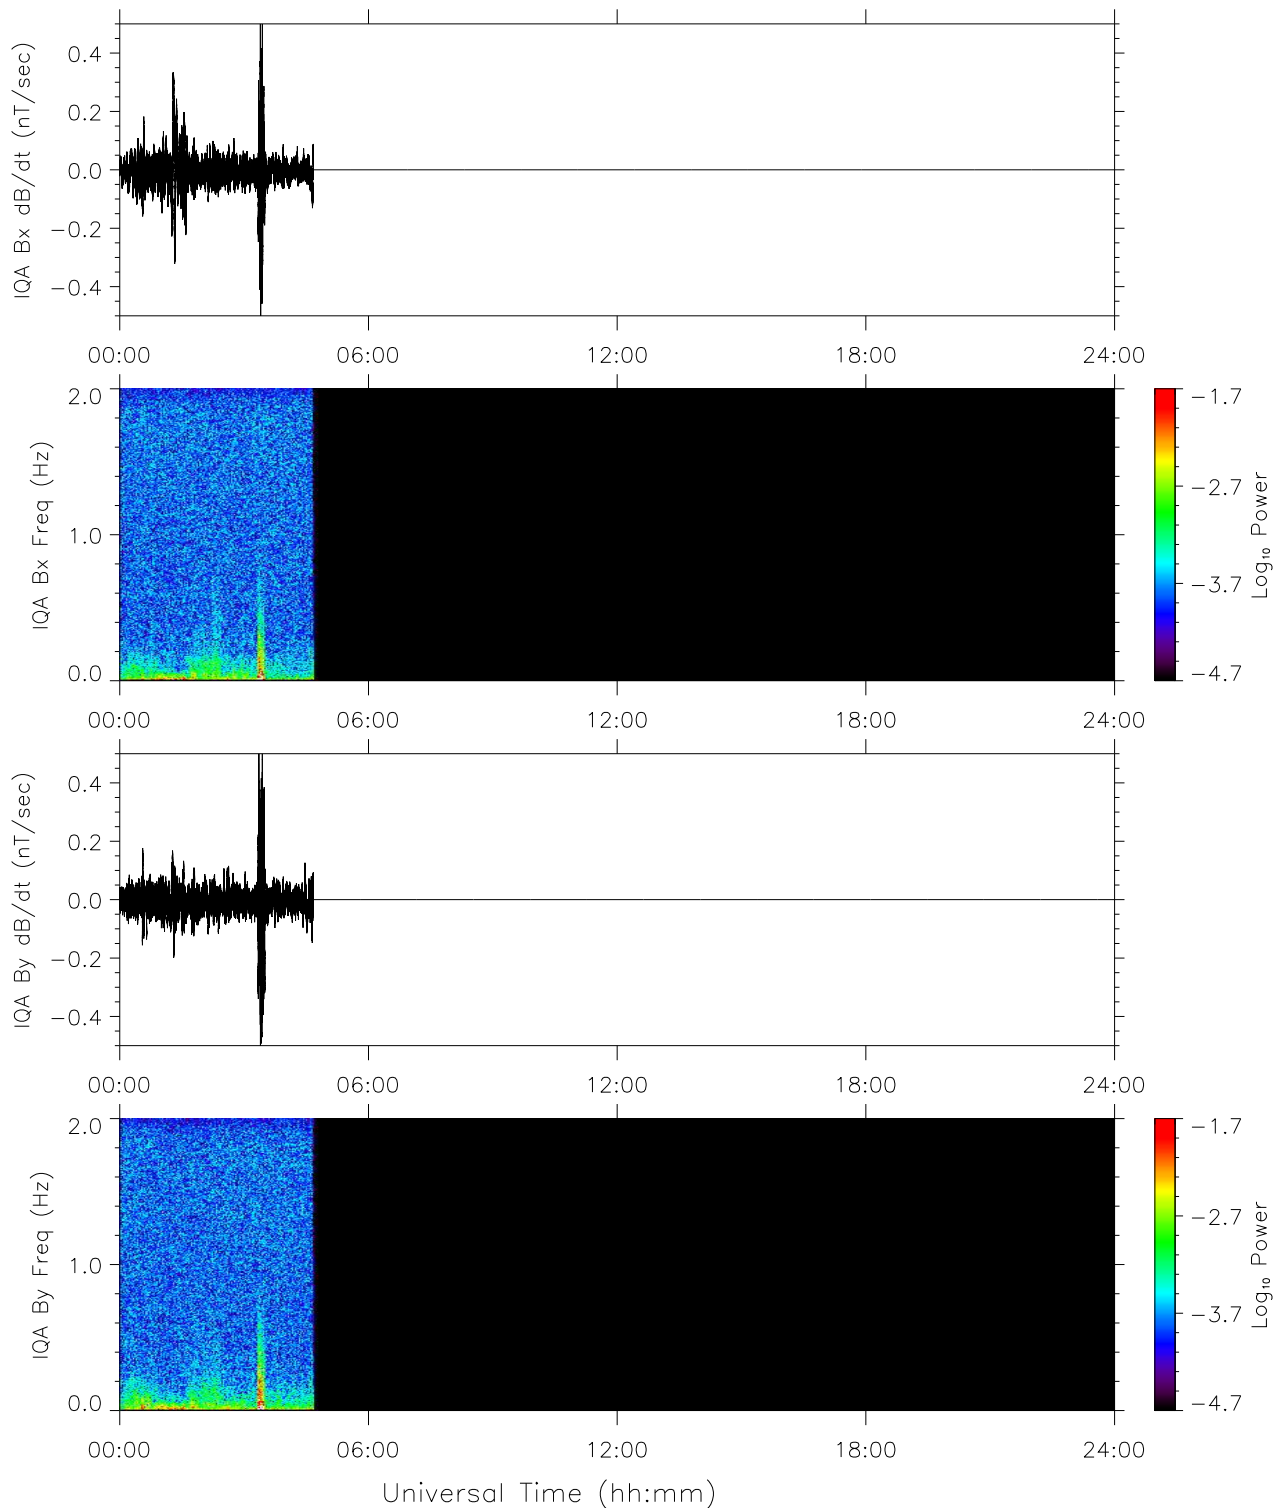 IQA Bx dB/dt (nT/sec)
0.4
0.2
0.0
−0.2
−0.4
00:00 06:00 12:00 18:00 24:00
IQA Bx Freq (Hz)
2.0
1.0
0.0
−1.7
−2.7
−3.7
−4.7
Log₁₀ Power
00:00 06:00 12:00 18:00 24:00
IQA By dB/dt (nT/sec)
0.4
0.2
0.0
−0.2
−0.4
00:00 06:00 12:00 18:00 24:00
IQA By Freq (Hz)
2.0
1.0
0.0
−1.7
−2.7
−3.7
−4.7
Log₁₀ Power
00:00 06:00 12:00 18:00 24:00
Universal Time (hh:mm)